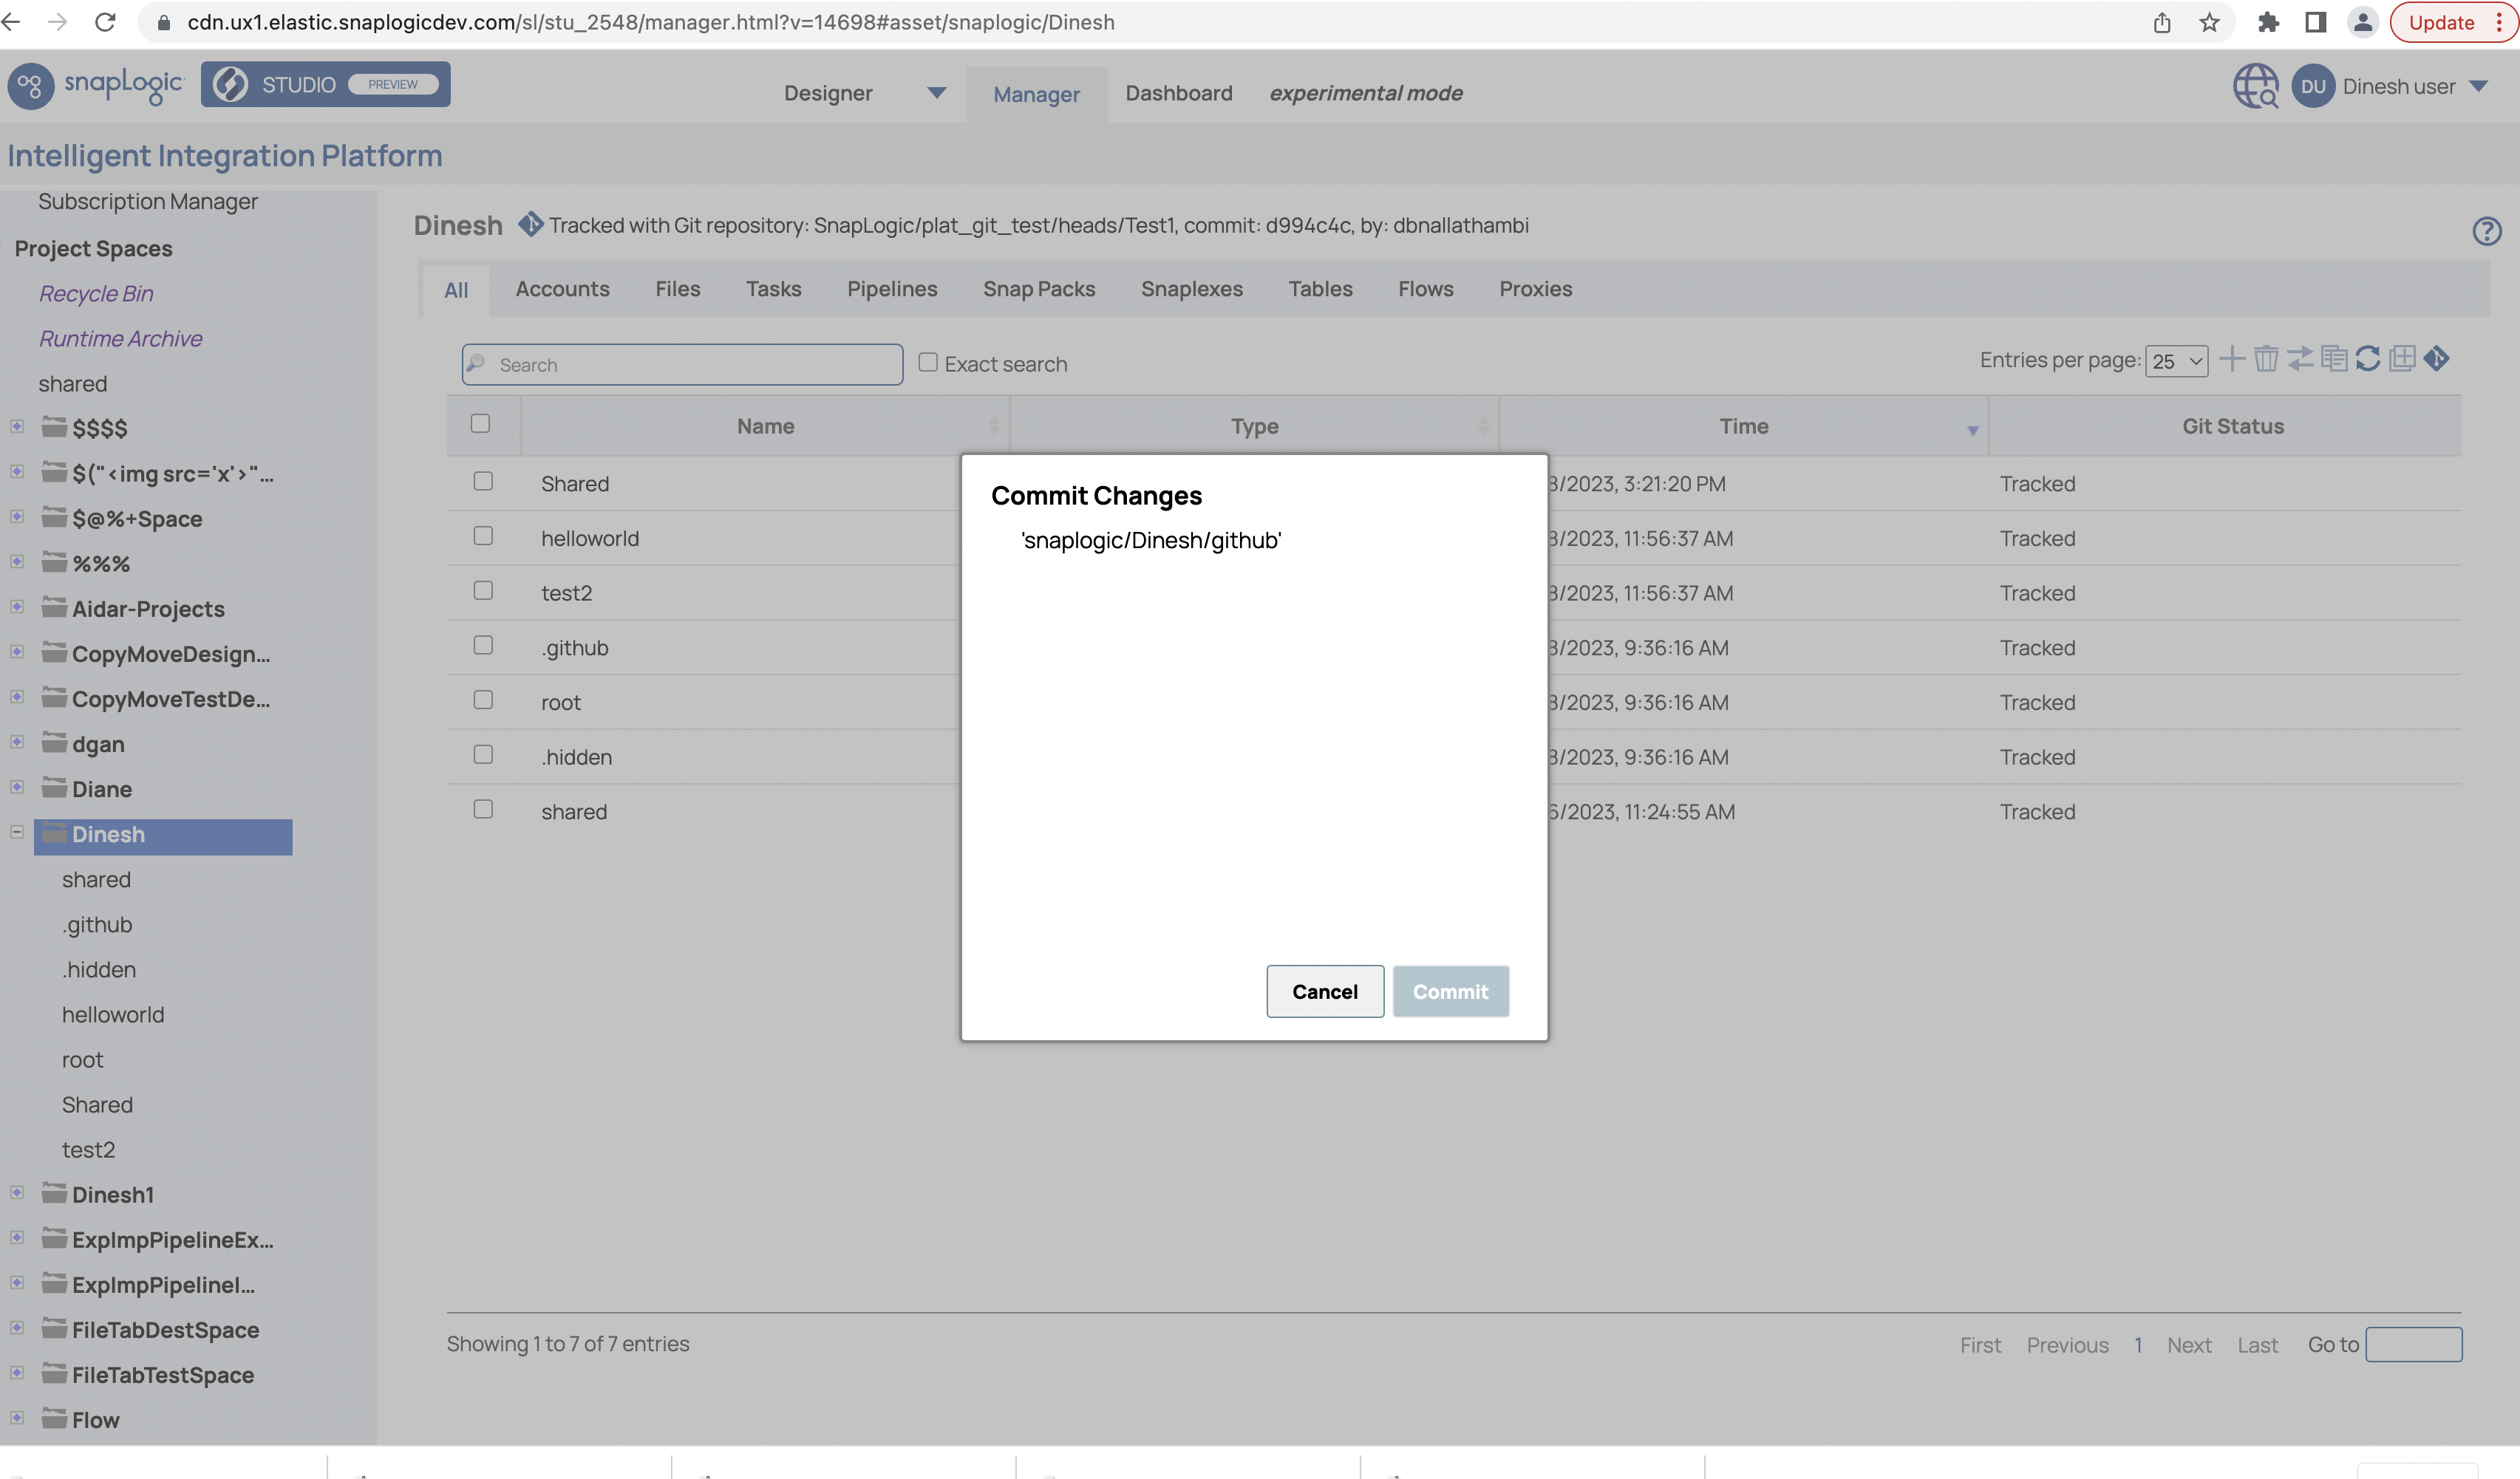 cdn.ux1.elastic.snaplogicdev.com/sl/stu_2548/manager.html?v=14698#asset/snaplogic/Dinesh
Update
snapLogic STUDIO PREVIEW
Designer Manager Dashboard experimental mode
DU Dinesh user
Intelligent Integration Platform
Subscription Manager
Project Spaces
Recycle Bin
Runtime Archive
shared
$$$$
$("<img src='x'>"...
$@%+Space
%%%
Aidar-Projects
CopyMoveDesign...
CopyMoveTestDe...
dgan
Diane
Dinesh
shared
.github
.hidden
helloworld
root
Shared
test2
Dinesh1
ExpImpPipelineEx...
ExpImpPipelineI...
FileTabDestSpace
FileTabTestSpace
Flow
Dinesh Tracked with Git repository: SnapLogic/plat_git_test/heads/Test1, commit: d994c4c, by: dbnallathambi
All Accounts Files Tasks Pipelines Snap Packs Snaplexes Tables Flows Proxies
Search Exact search Entries per page: 25
Name Type Time Git Status
Shared 3/2023, 3:21:20 PM Tracked
helloworld 3/2023, 11:56:37 AM Tracked
test2 3/2023, 11:56:37 AM Tracked
.github 3/2023, 9:36:16 AM Tracked
root 3/2023, 9:36:16 AM Tracked
.hidden 3/2023, 9:36:16 AM Tracked
shared 6/2023, 11:24:55 AM Tracked
Commit Changes
'snaplogic/Dinesh/github'
Cancel Commit
Showing 1 to 7 of 7 entries
First Previous 1 Next Last Go to